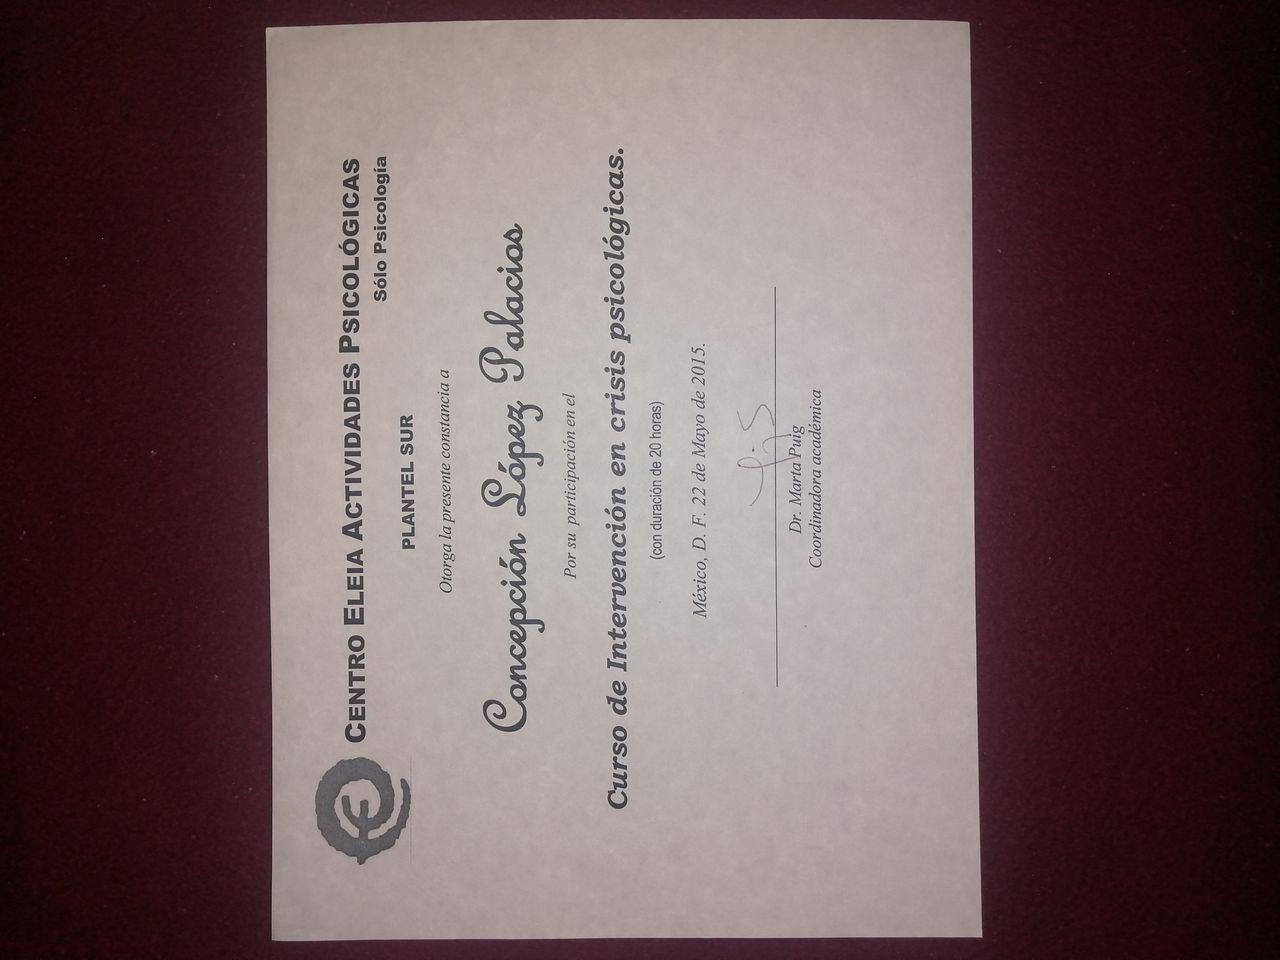 CENTRO ELEIA ACTIVIDADES PSICOLÓGICAS
Sólo Psicología
PLANTEL SUR
Otorga la presente constancia a
Concepción López Palacios
Por su participación en el
Curso de Intervención en crisis psicológicas.
(con duración de 20 horas)
México, D. F. 22 de Mayo de 2015.
Dr. Marta Puig
Coordinadora académica